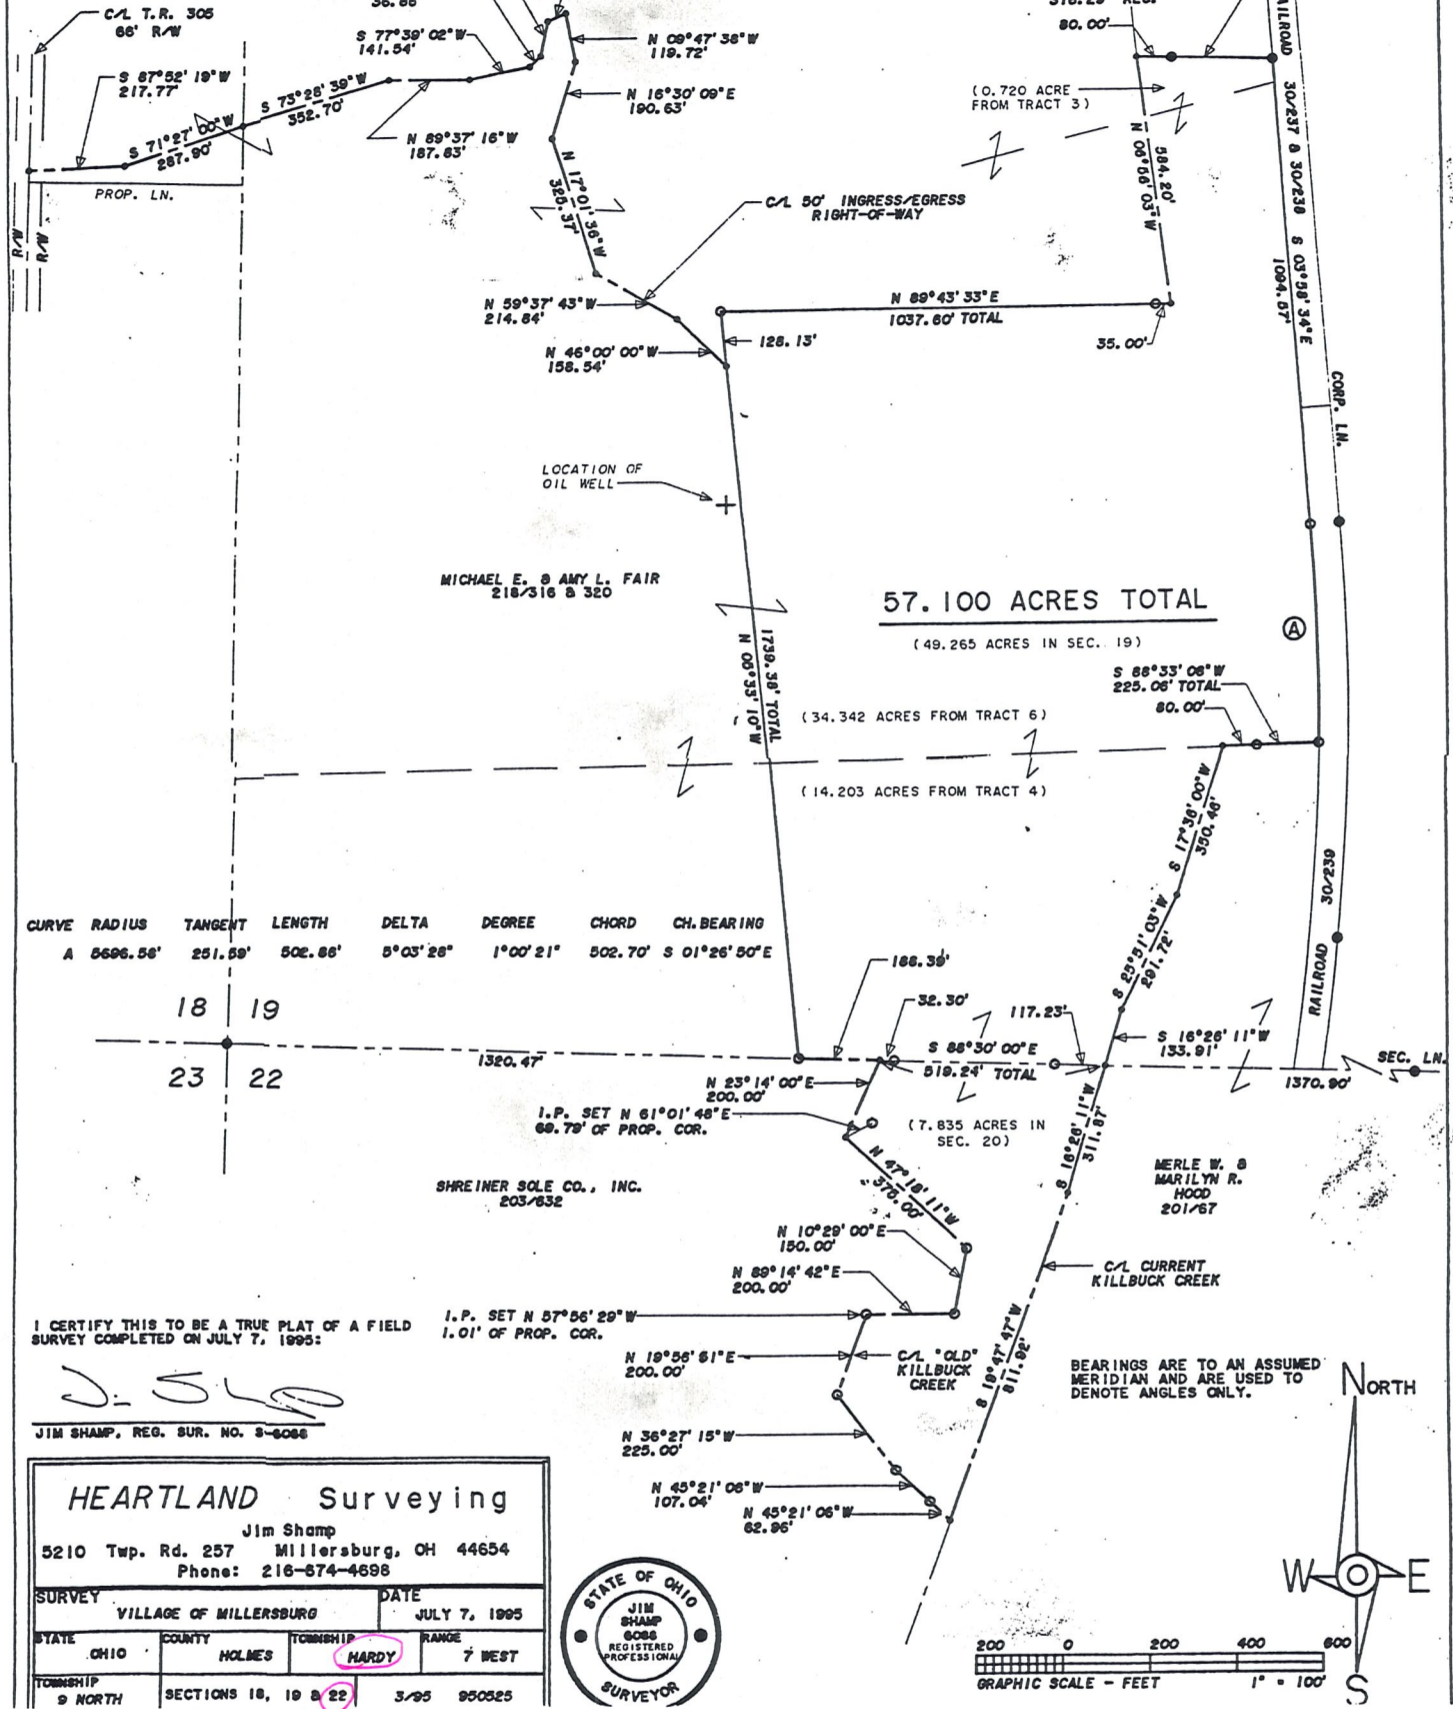 C/L T.R. 305
66' R/W
36.88
S 77°39' 02"W
141.54'
N 09°47'38"W
119.72'
80.00'
RAILROAD
S 87°52' 19"W
217.77'
S 73°28' 39"W
352.70'
N 16°30' 09"E
190.63'
(0.720 ACRE
FROM TRACT 3)
30/237 & 30/238 S 03°58' 34"E
1094.57'
S 71°27' 00"W
287.90'
N 89°37' 16"W
187.83'
N 06°56' 03"W
584.20'
PROP. LN.
N 17°01' 36"W
C/L 50' INGRESS/EGRESS
RIGHT-OF-WAY
R/W
R/W
N 59°37' 43"W
214.84'
N 89°43'33"E
1037.60' TOTAL
N 46°00' 00"W
158.54'
128.13'
35.00'
CORP. LN.
LOCATION OF
OIL WELL
MICHAEL E. & AMY L. FAIR
218/316 & 320
57.100 ACRES TOTAL
(49.265 ACRES IN SEC. 19)
A
1739.38' TOTAL
N 06°33' 10"W
S 88°33' 06"W
225.06' TOTAL
80.00'
(34.342 ACRES FROM TRACT 6)
(14.203 ACRES FROM TRACT 4)
S 17°36' 00"W
350.46'
30/239
CURVE RADIUS TANGENT LENGTH DELTA DEGREE CHORD CH.BEARING
A 5696.58' 251.59' 502.86' 5°03'28" 1°00'21" 502.70' S 01°26'50"E
S 25°51' 03"W
291.72'
RAILROAD
18 19
186.39'
32.30'
117.23'
1320.47'
S 88°30' 00"E
519.24' TOTAL
S 16°26' 11"W
133.91'
SEC. LN.
23 22
1370.90'
N 23°14' 00"E
200.00'
I.P. SET N 61°01'48"E
69.79' OF PROP. COR.
(7.835 ACRES IN
SEC. 20)
S 16°26' 11"W
311.87'
N 47°18' 11"W
376.00'
MERLE W. &
MARILYN R.
HOOD
201/67
SHREINER SOLE CO., INC.
203/632
N 10°29' 00"E
150.00'
N 89°14'42"E
200.00'
C/L CURRENT
KILLBUCK CREEK
I.P. SET N 57°56'29"W
1.01' OF PROP. COR.
I CERTIFY THIS TO BE A TRUE PLAT OF A FIELD
SURVEY COMPLETED ON JULY 7, 1995:
N 19°56'51"E
200.00'
C/L "OLD"
KILLBUCK
CREEK
S 19°47' 47"W
811.92'
BEARINGS ARE TO AN ASSUMED
MERIDIAN AND ARE USED TO
DENOTE ANGLES ONLY.
NORTH
JIM SHAMP, REG. SUR. NO. S-6088
N 36°27' 15"W
225.00'
N 45°21' 06"W
107.04'
N 45°21' 06"W
62.96'
HEARTLAND Surveying
Jim Shamp
5210 Twp. Rd. 257 Millersburg, OH 44654
Phone: 216-674-4698
SURVEY DATE
VILLAGE OF MILLERSBURG JULY 7, 1995
STATE COUNTY TOWNSHIP RANGE
OHIO HOLMES HARDY 7 WEST
TOWNSHIP
9 NORTH SECTIONS 18, 19 & 22 3/95 950525
STATE OF OHIO
JIM
SHAMP
6088
REGISTERED
PROFESSIONAL
SURVEYOR
W E
S
200 0 200 400 600
GRAPHIC SCALE - FEET 1" = 100'